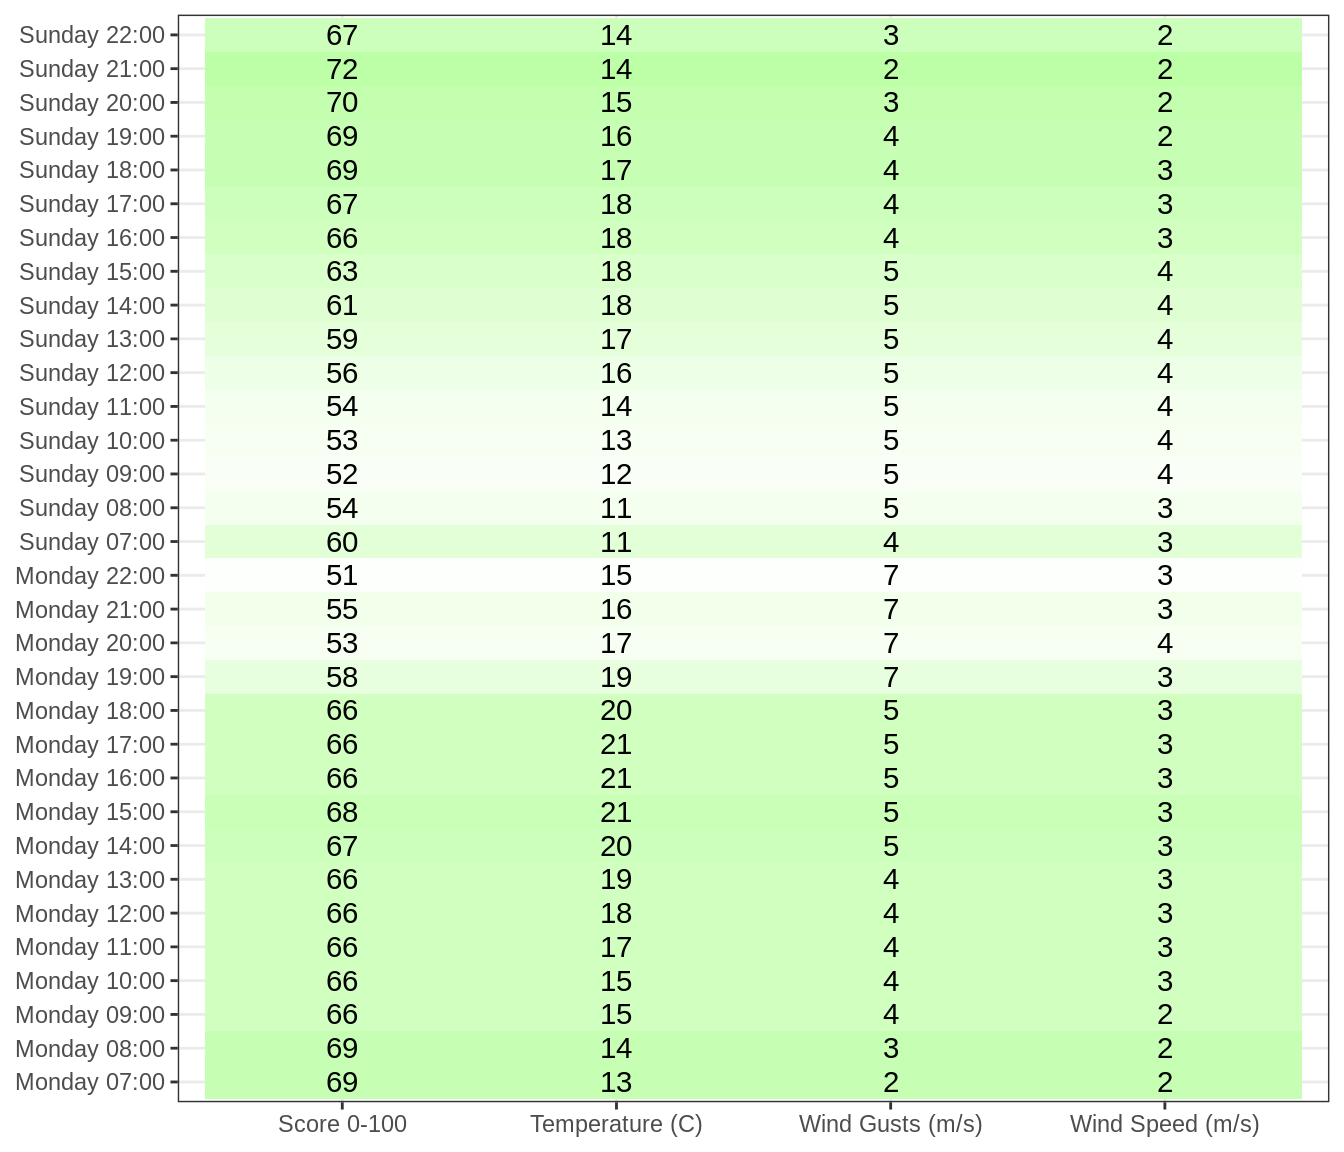 Sunday 22:00 67 14 3 2
Sunday 21:00 72 14 2 2
Sunday 20:00 70 15 3 2
Sunday 19:00 69 16 4 2
Sunday 18:00 69 17 4 3
Sunday 17:00 67 18 4 3
Sunday 16:00 66 18 4 3
Sunday 15:00 63 18 5 4
Sunday 14:00 61 18 5 4
Sunday 13:00 59 17 5 4
Sunday 12:00 56 16 5 4
Sunday 11:00 54 14 5 4
Sunday 10:00 53 13 5 4
Sunday 09:00 52 12 5 4
Sunday 08:00 54 11 5 3
Sunday 07:00 60 11 4 3
Monday 22:00 51 15 7 3
Monday 21:00 55 16 7 3
Monday 20:00 53 17 7 4
Monday 19:00 58 19 7 3
Monday 18:00 66 20 5 3
Monday 17:00 66 21 5 3
Monday 16:00 66 21 5 3
Monday 15:00 68 21 5 3
Monday 14:00 67 20 5 3
Monday 13:00 66 19 4 3
Monday 12:00 66 18 4 3
Monday 11:00 66 17 4 3
Monday 10:00 66 15 4 3
Monday 09:00 66 15 4 2
Monday 08:00 69 14 3 2
Monday 07:00 69 13 2 2
Score 0-100 Temperature (C) Wind Gusts (m/s) Wind Speed (m/s)